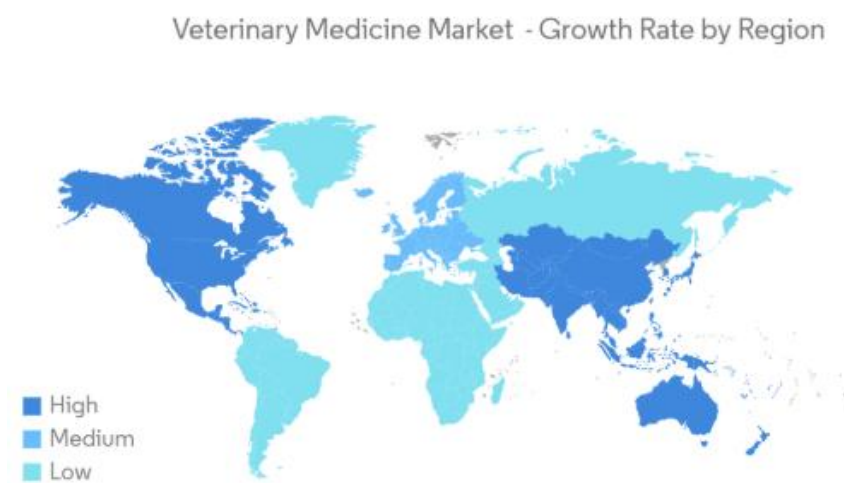 Veterinary Medicine Market - Growth Rate by Region
High
Medium
Low